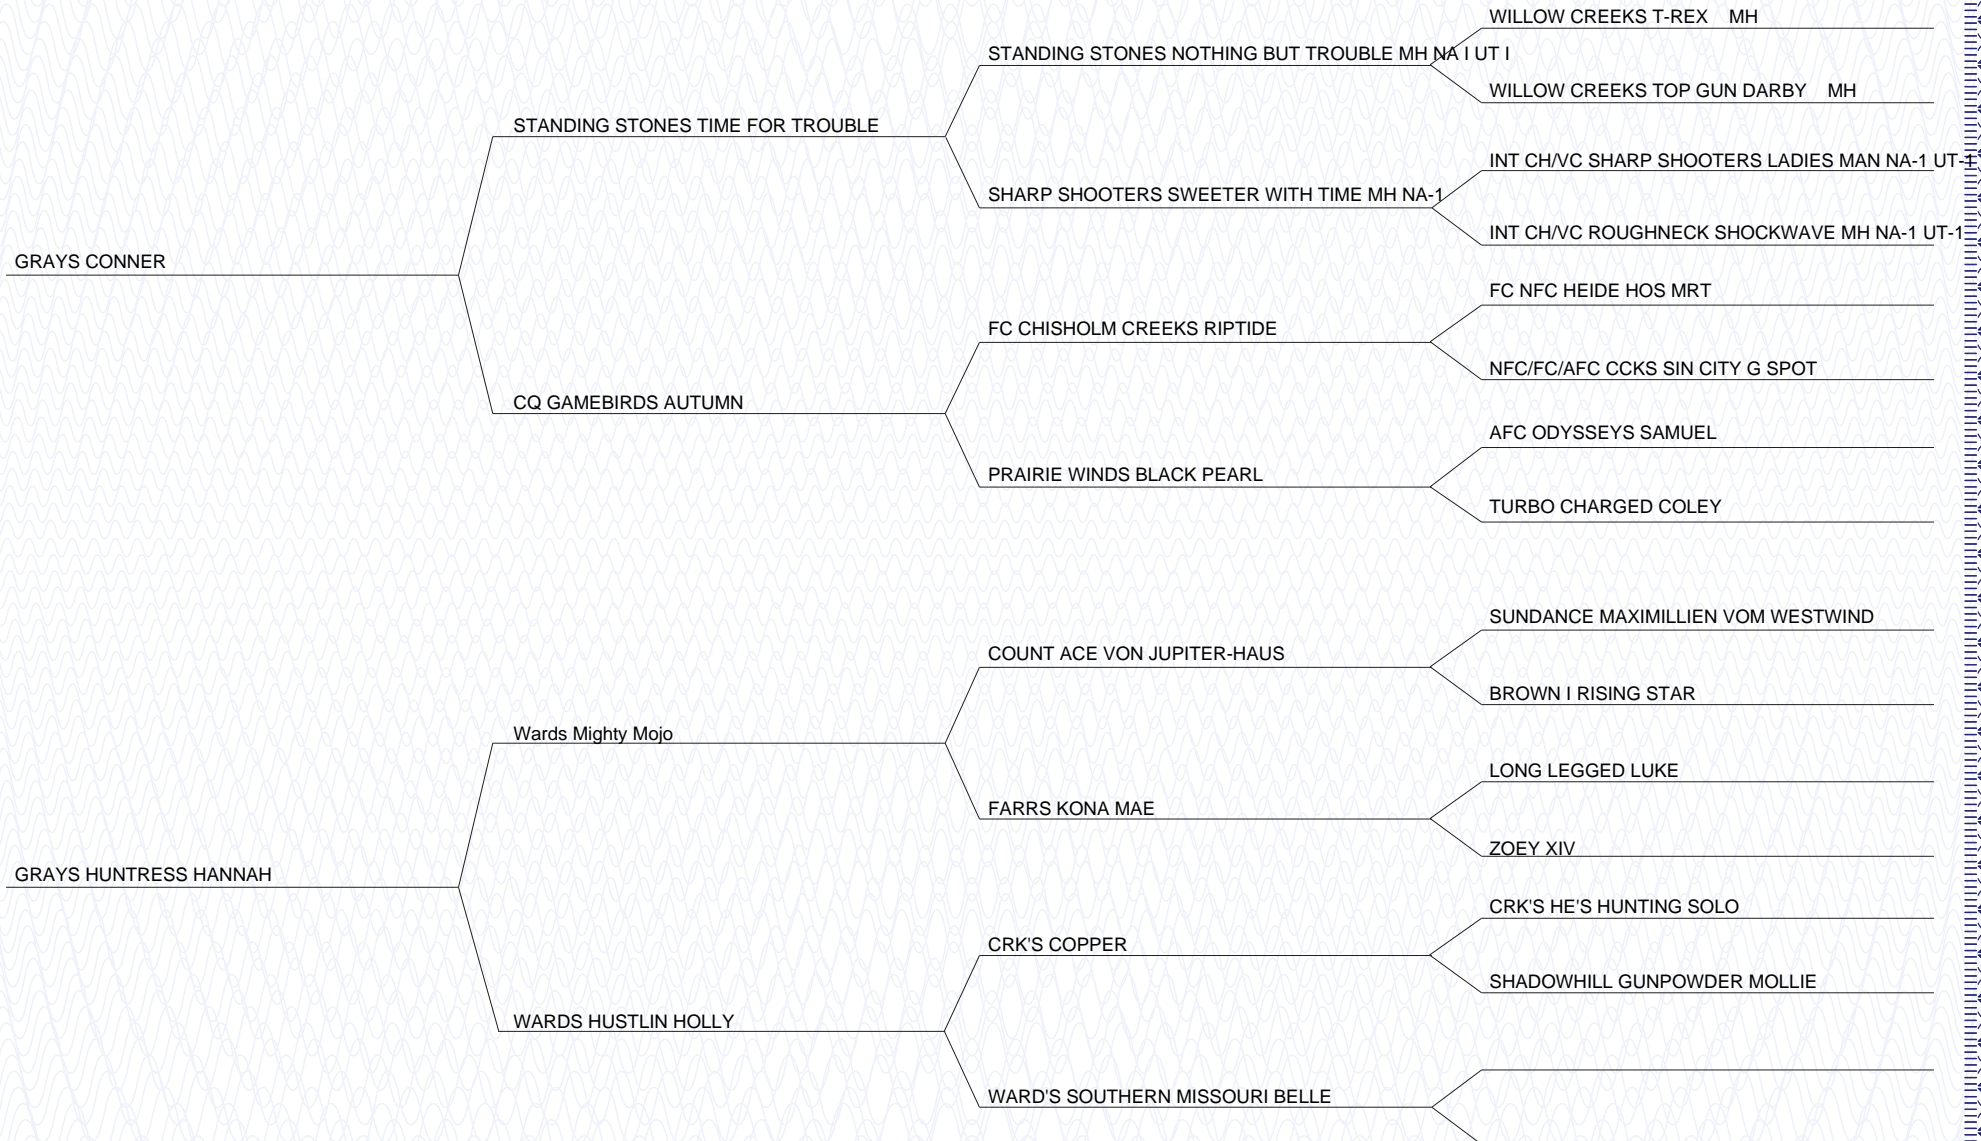 WILLOW CREEKS T-REX MH
STANDING STONES NOTHING BUT TROUBLE MH NA I UT I
WILLOW CREEKS TOP GUN DARBY MH
STANDING STONES TIME FOR TROUBLE
INT CH/VC SHARP SHOOTERS LADIES MAN NA-1 UT-1
SHARP SHOOTERS SWEETER WITH TIME MH NA-1
INT CH/VC ROUGHNECK SHOCKWAVE MH NA-1 UT-1
GRAYS CONNER
FC NFC HEIDE HOS MRT
FC CHISHOLM CREEKS RIPTIDE
NFC/FC/AFC CCKS SIN CITY G SPOT
CQ GAMEBIRDS AUTUMN
AFC ODYSSEYS SAMUEL
PRAIRIE WINDS BLACK PEARL
TURBO CHARGED COLEY
SUNDANCE MAXIMILLIEN VOM WESTWIND
COUNT ACE VON JUPITER-HAUS
BROWN I RISING STAR
Wards Mighty Mojo
LONG LEGGED LUKE
FARRS KONA MAE
ZOEY XIV
GRAYS HUNTRESS HANNAH
CRK'S HE'S HUNTING SOLO
CRK'S COPPER
SHADOWHILL GUNPOWDER MOLLIE
WARDS HUSTLIN HOLLY
WARD'S SOUTHERN MISSOURI BELLE